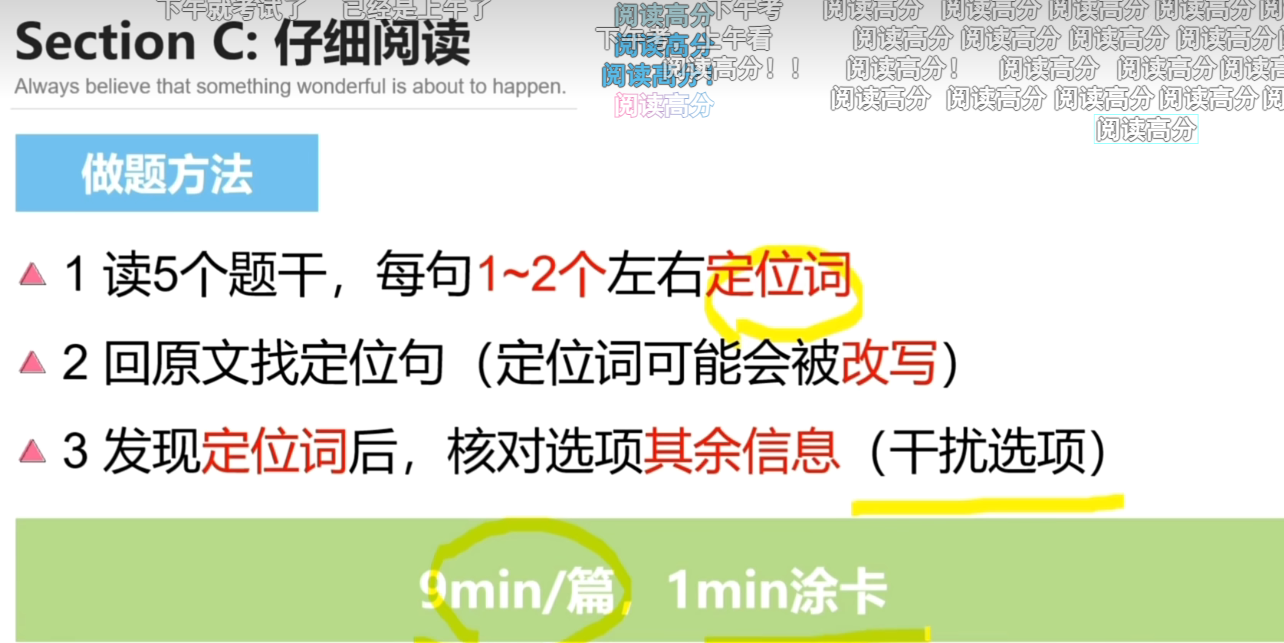 下午就考试了 已经是上午了 阅读高分 下午考 阅读高分 阅读高分 阅读高分 阅读高分 阅
阅读高分 上午看 阅读高分 阅读高分 阅读高分 阅读高分
阅读高分！ 阅读高分！！ 阅读高分！ 阅读高分 阅读高分 阅读高
阅读高分 阅读高分 阅读高分 阅读高分 阅读高分 阅
阅读高分
Section C: 仔细阅读
Always believe that something wonderful is about to happen.
做题方法
1 读5个题干，每句1~2个左右定位词
2 回原文找定位句（定位词可能会被改写）
3 发现定位词后，核对选项其余信息（干扰选项）
9min/篇，1min涂卡